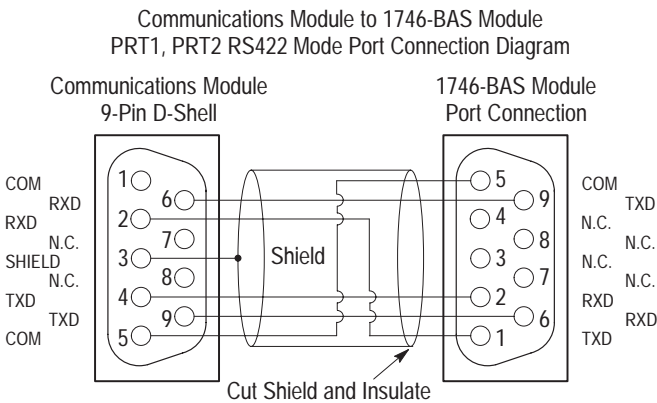 Communications Module to 1746-BAS Module
PRT1, PRT2 RS422 Mode Port Connection Diagram
Communications Module
9-Pin D-Shell
1746-BAS Module
Port Connection
COM
RXD
RXD
N.C.
SHIELD
N.C.
TXD
TXD
COM
1
6
2
7
3
8
4
9
5
Shield
5
9
4
8
3
7
2
6
1
COM
TXD
N.C.
N.C.
N.C.
N.C.
RXD
RXD
TXD
Cut Shield and Insulate